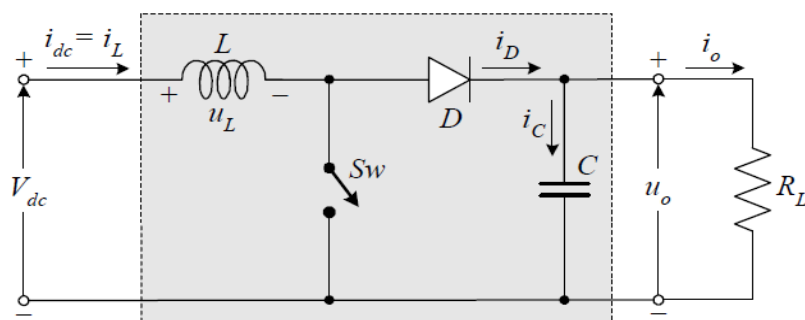 i_dc = i_L
L
i_D
i_o
+
+
−
+
u_L
D
i_C
Sw
C
V_dc
u_o
R_L
−
−